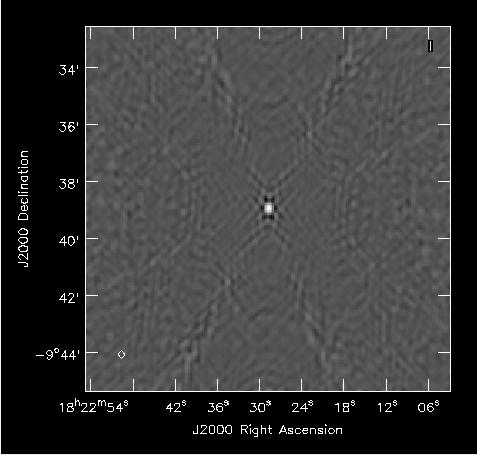 I
34'
36'
38'
40'
42'
-9°44'
J2000 Declination
18ʰ22ᵐ54ˢ 42ˢ 36ˢ 30ˢ 24ˢ 18ˢ 12ˢ 06ˢ
J2000 Right Ascension